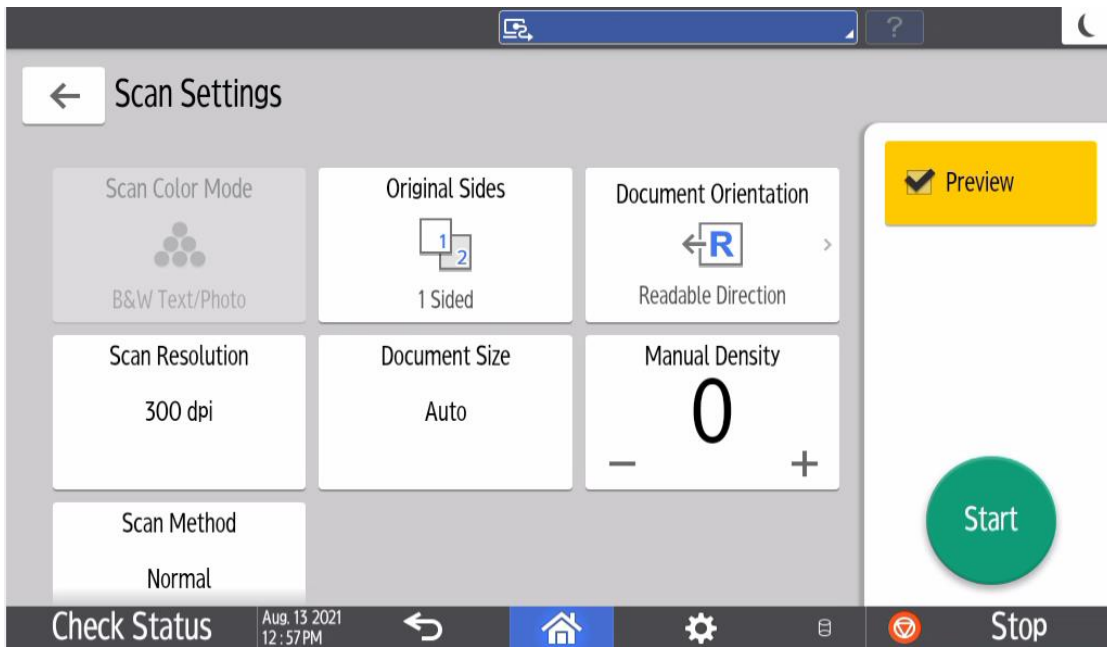 ?
Scan Settings
Scan Color Mode
B&W Text/Photo
Original Sides
1
2
1 Sided
Document Orientation
R
Readable Direction
Preview
Scan Resolution
300 dpi
Document Size
Auto
Manual Density
0
− +
Scan Method
Normal
Start
Check Status
Aug. 13 2021
12 : 57 PM
Stop